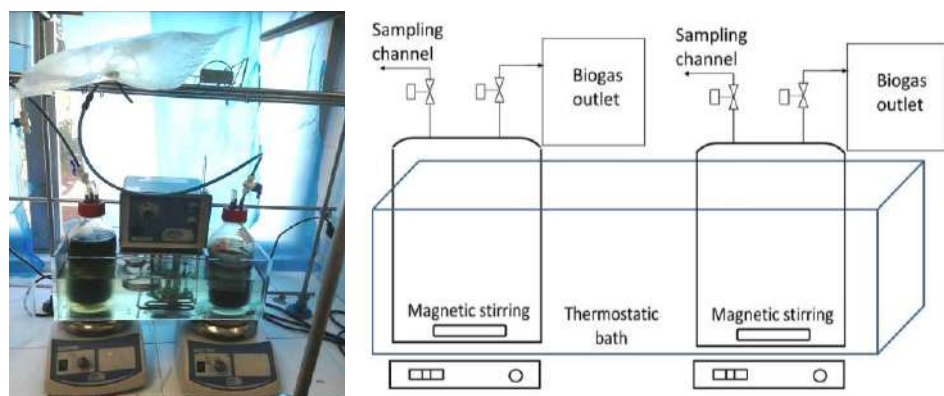 Sampling
channel
Biogas
outlet
Sampling
channel
Biogas
outlet
Magnetic stirring
Thermostatic
bath
Magnetic stirring